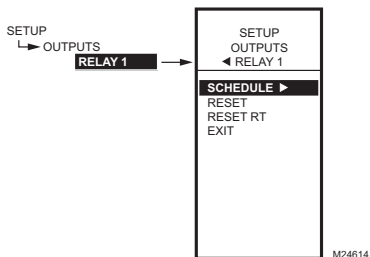 SETUP
OUTPUTS
RELAY 1
SETUP
OUTPUTS
◄ RELAY 1
SCHEDULE ►
RESET
RESET RT
EXIT
M24614